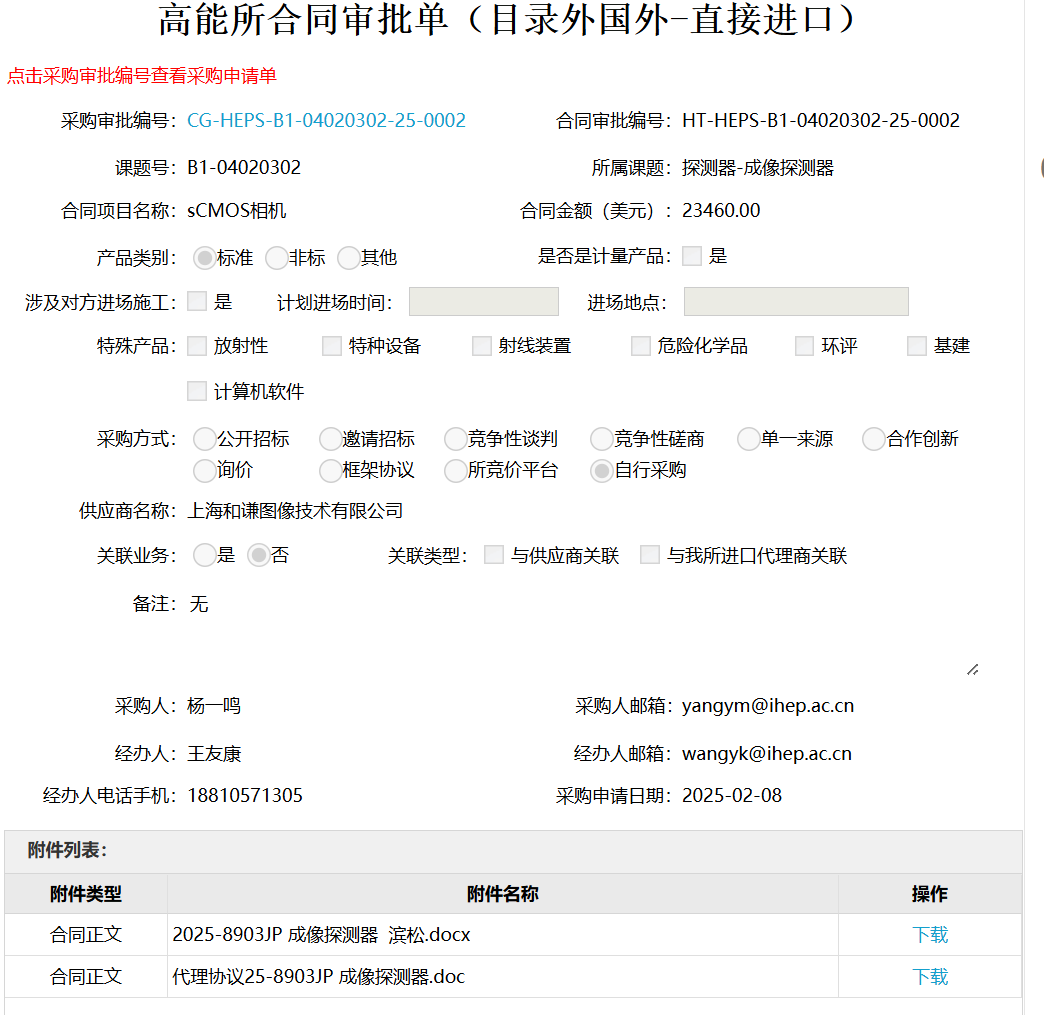 高能所合同审批单（目录外国外-直接进口）
点击采购审批编号查看采购申请单
采购审批编号： CG-HEPS-B1-04020302-25-0002 合同审批编号： HT-HEPS-B1-04020302-25-0002
课题号： B1-04020302 所属课题： 探测器-成像探测器
合同项目名称： sCMOS相机 合同金额（美元）： 23460.00
产品类别： 标准 非标 其他 是否是计量产品： 是
涉及对方进场施工： 是 计划进场时间： 进场地点：
特殊产品： 放射性 特种设备 射线装置 危险化学品 环评 基建
计算机软件
采购方式： 公开招标 邀请招标 竞争性谈判 竞争性磋商 单一来源 合作创新
询价 框架协议 所竞价平台 自行采购
供应商名称： 上海和谦图像技术有限公司
关联业务： 是 否 关联类型： 与供应商关联 与我所进口代理商关联
备注： 无
采购人： 杨一鸣 采购人邮箱： yangym@ihep.ac.cn
经办人： 王友康 经办人邮箱： wangyk@ihep.ac.cn
经办人电话手机： 18810571305 采购申请日期： 2025-02-08
附件列表：
附件类型 附件名称 操作
合同正文 2025-8903JP 成像探测器 滨松.docx 下载
合同正文 代理协议25-8903JP 成像探测器.doc 下载